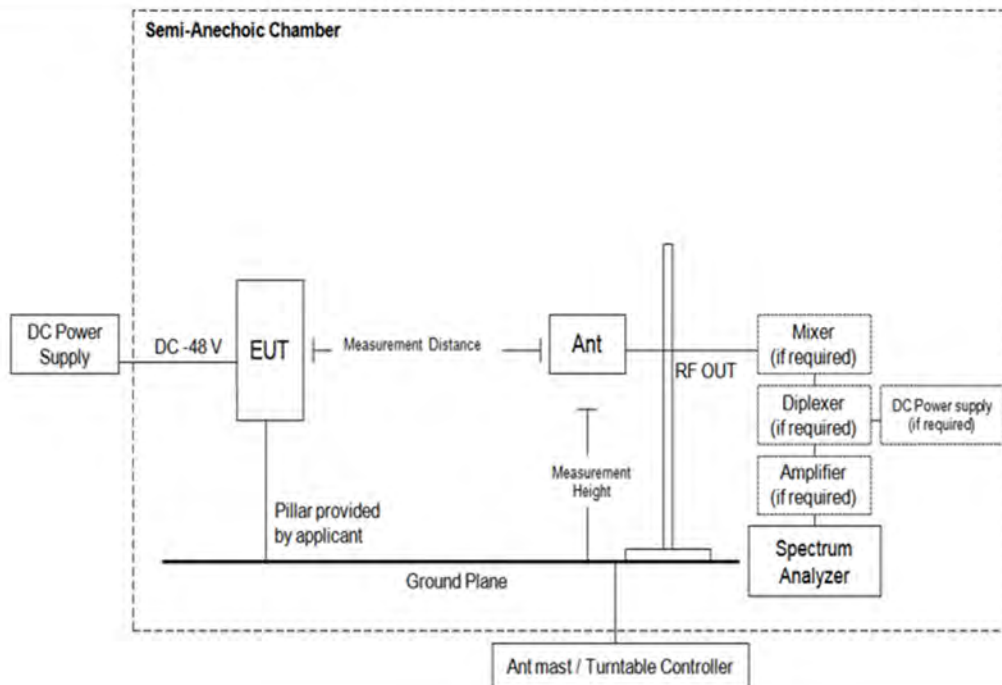 Semi-Anechoic Chamber
DC Power
Supply
DC -48 V
EUT
Measurement Distance
Ant
RF OUT
Mixer
(if required)
Diplexer
(if required)
DC Power supply
(if required)
Amplifier
(if required)
Spectrum
Analyzer
Measurement
Height
Pillar provided
by applicant
Ground Plane
Ant mast / Turntable Controller